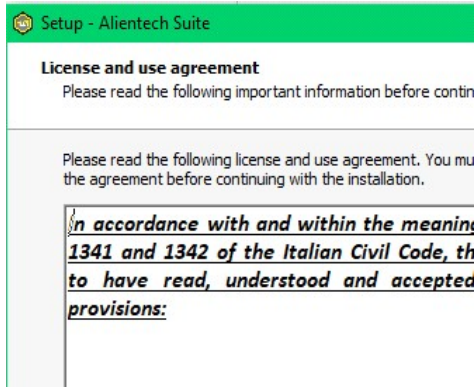 Setup - Alientech Suite
License and use agreement
Please read the following important information before contin
Please read the following license and use agreement. You mu
the agreement before continuing with the installation.
In accordance with and within the meaning
1341 and 1342 of the Italian Civil Code, th
to have read, understood and accepted
provisions: